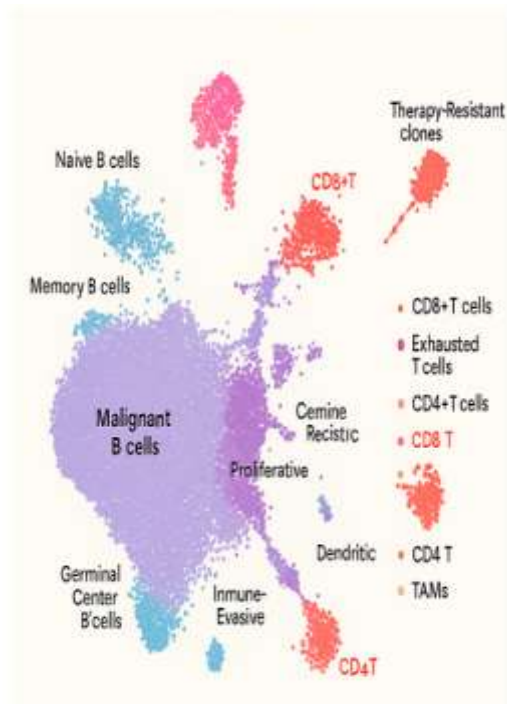 Therapy-Resistant
clones
Naive B cells
CD8+T
Memory B cells
CD8+T cells
Exhausted
T cells
CD4+T cells
CD8 T
Malignant
B cells
Cemine
Recistic
Proliferative
Dendritic
CD4 T
TAMs
Germinal
Center
B'cells
Inmune-
Evasive
CD4T